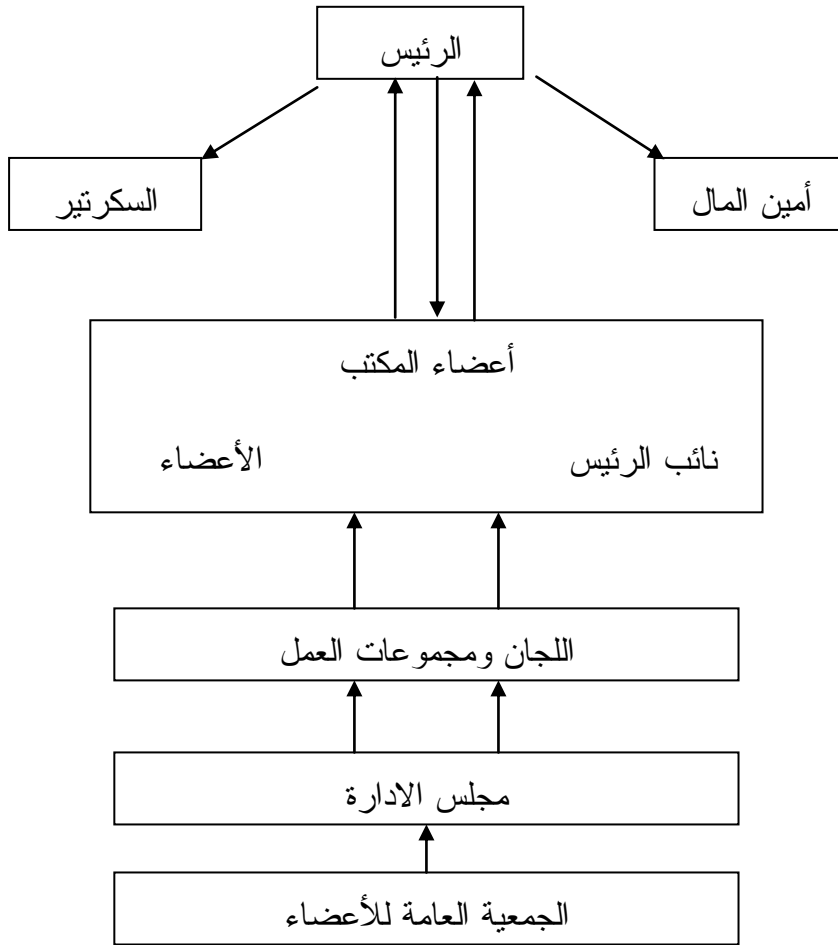 الرئيس
أمين المال
السكرتير
أعضاء المكتب
نائب الرئيس
الأعضاء
اللجان ومجموعات العمل
مجلس الادارة
الجمعية العامة للأعضاء